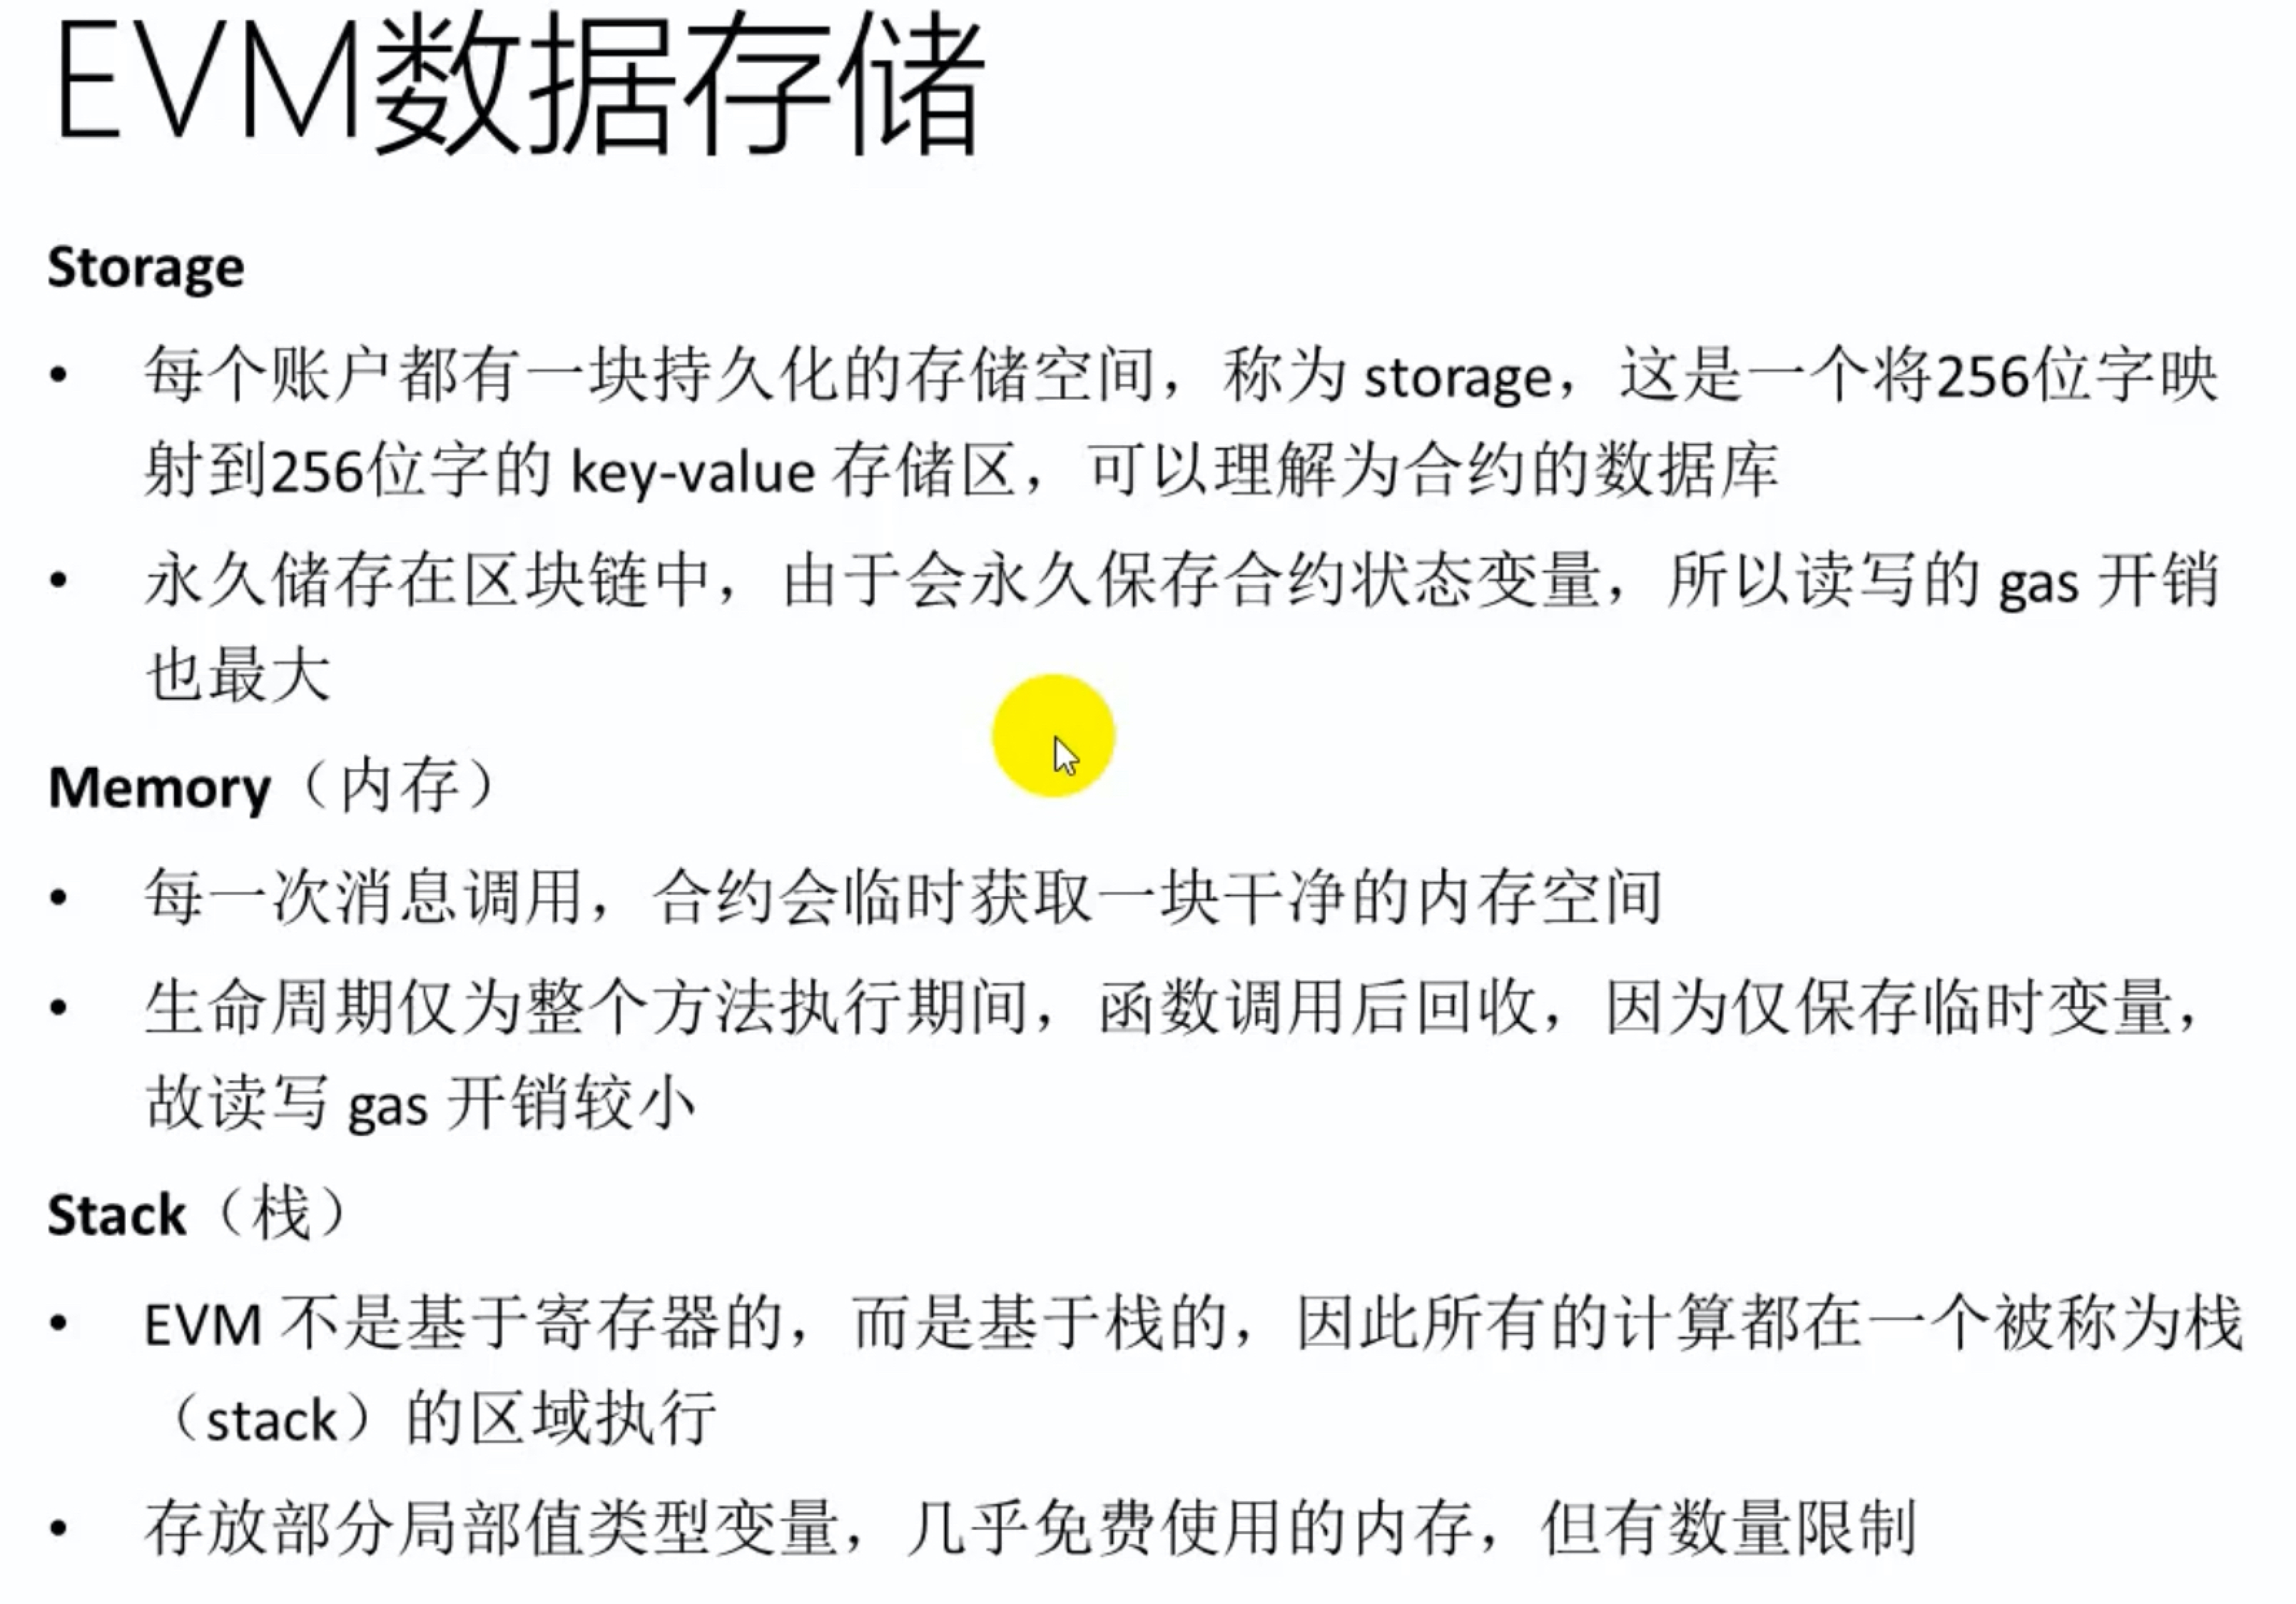 EVM数据存储
Storage
• 每个账户都有一块持久化的存储空间，称为 storage，这是一个将256位字映
射到256位字的 key-value 存储区，可以理解为合约的数据库
• 永久储存在区块链中，由于会永久保存合约状态变量，所以读写的 gas 开销
也最大
Memory（内存）
• 每一次消息调用，合约会临时获取一块干净的内存空间
• 生命周期仅为整个方法执行期间，函数调用后回收，因为仅保存临时变量，
故读写 gas 开销较小
Stack（栈）
• EVM 不是基于寄存器的，而是基于栈的，因此所有的计算都在一个被称为栈
（stack）的区域执行
• 存放部分局部值类型变量，几乎免费使用的内存，但有数量限制